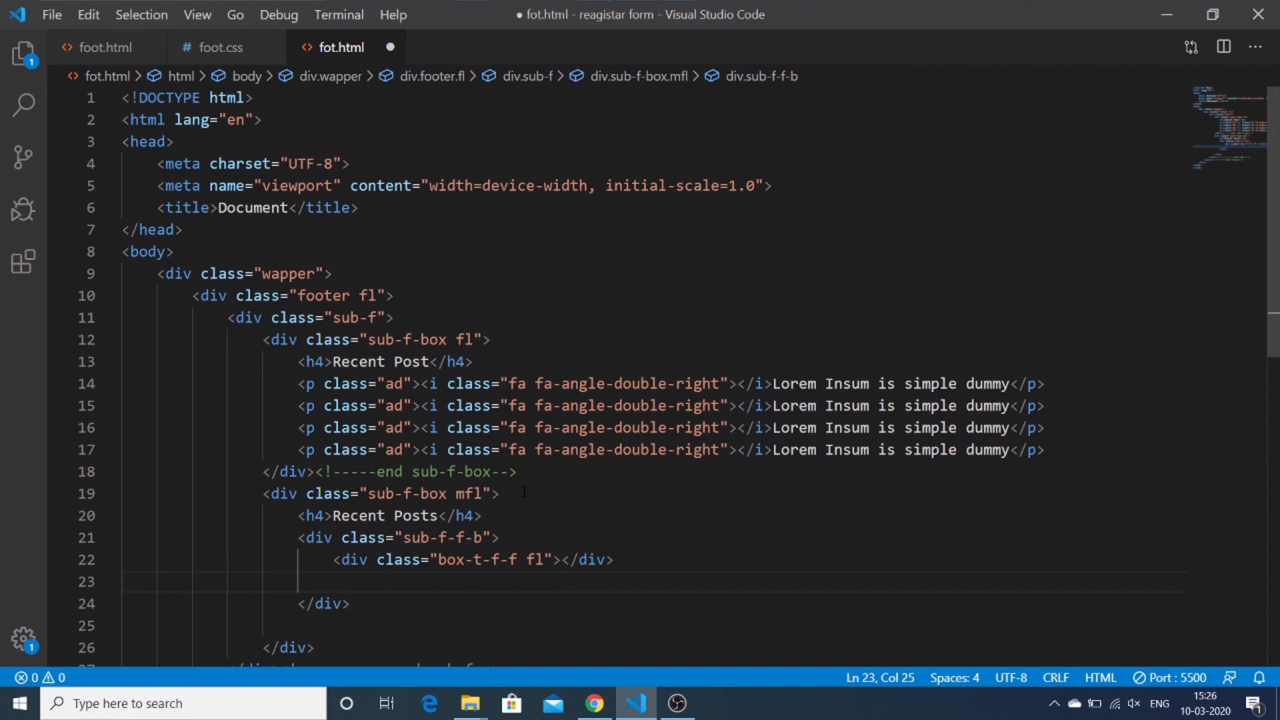 File Edit Selection View Go Debug Terminal Help
● fot.html - reagistar form - Visual Studio Code
foot.html foot.css fot.html
fot.html > html > body > div.wapper > div.footer.fl > div.sub-f > div.sub-f-box.mfl > div.sub-f-f-b
1 <!DOCTYPE html>
2 <html lang="en">
3 <head>
4 <meta charset="UTF-8">
5 <meta name="viewport" content="width=device-width, initial-scale=1.0">
6 <title>Document</title>
7 </head>
8 <body>
9 <div class="wapper">
10 <div class="footer fl">
11 <div class="sub-f">
12 <div class="sub-f-box fl">
13 <h4>Recent Post</h4>
14 <p class="ad"><i class="fa fa-angle-double-right"></i>Lorem Insum is simple dummy</p>
15 <p class="ad"><i class="fa fa-angle-double-right"></i>Lorem Insum is simple dummy</p>
16 <p class="ad"><i class="fa fa-angle-double-right"></i>Lorem Insum is simple dummy</p>
17 <p class="ad"><i class="fa fa-angle-double-right"></i>Lorem Insum is simple dummy</p>
18 </div><!-----end sub-f-box-->
19 <div class="sub-f-box mfl">
20 <h4>Recent Posts</h4>
21 <div class="sub-f-f-b">
22 <div class="box-t-f-f fl"></div>
23
24 </div>
25
26 </div>
0 0 Ln 23, Col 25 Spaces: 4 UTF-8 CRLF HTML Port : 5500
Type here to search
ENG
15:26
10-03-2020